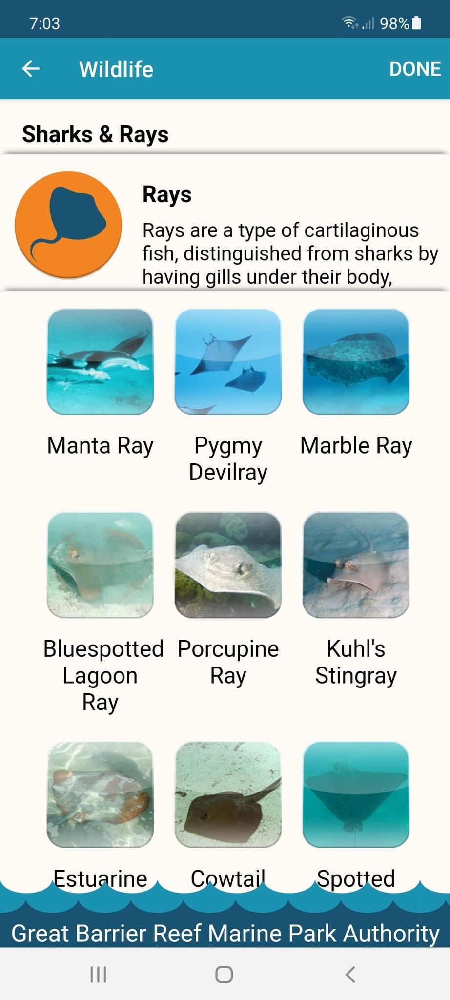 7:03
98%
Wildlife
DONE
Sharks & Rays
Rays
Rays are a type of cartilaginous
fish, distinguished from sharks by
having gills under their body,
Manta Ray
Pygmy
Devilray
Marble Ray
Bluespotted
Lagoon
Ray
Porcupine
Ray
Kuhl's
Stingray
Estuarine
Cowtail
Spotted
Great Barrier Reef Marine Park Authority